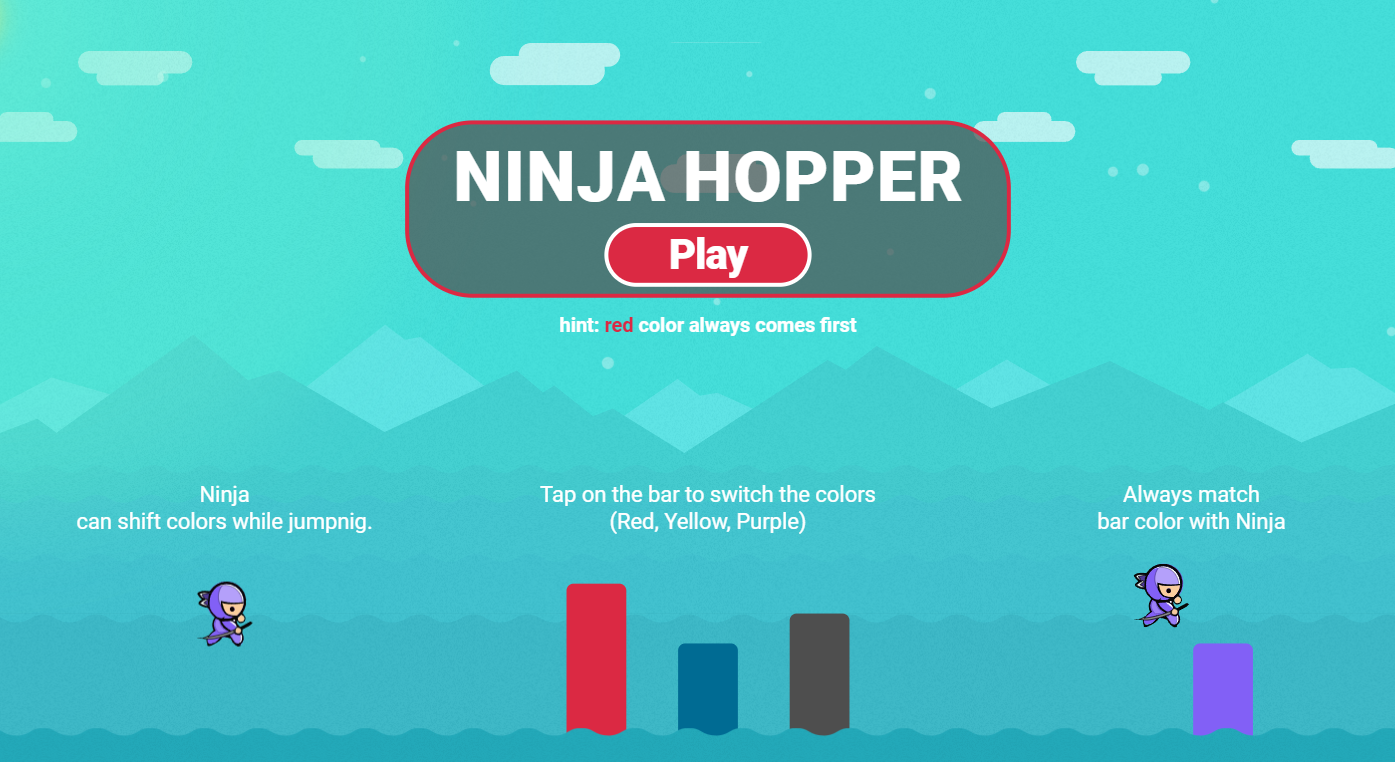 NINJA HOPPER
Play
hint: red color always comes first
Ninja
can shift colors while jumpnig.
Tap on the bar to switch the colors
(Red, Yellow, Purple)
Always match
bar color with Ninja